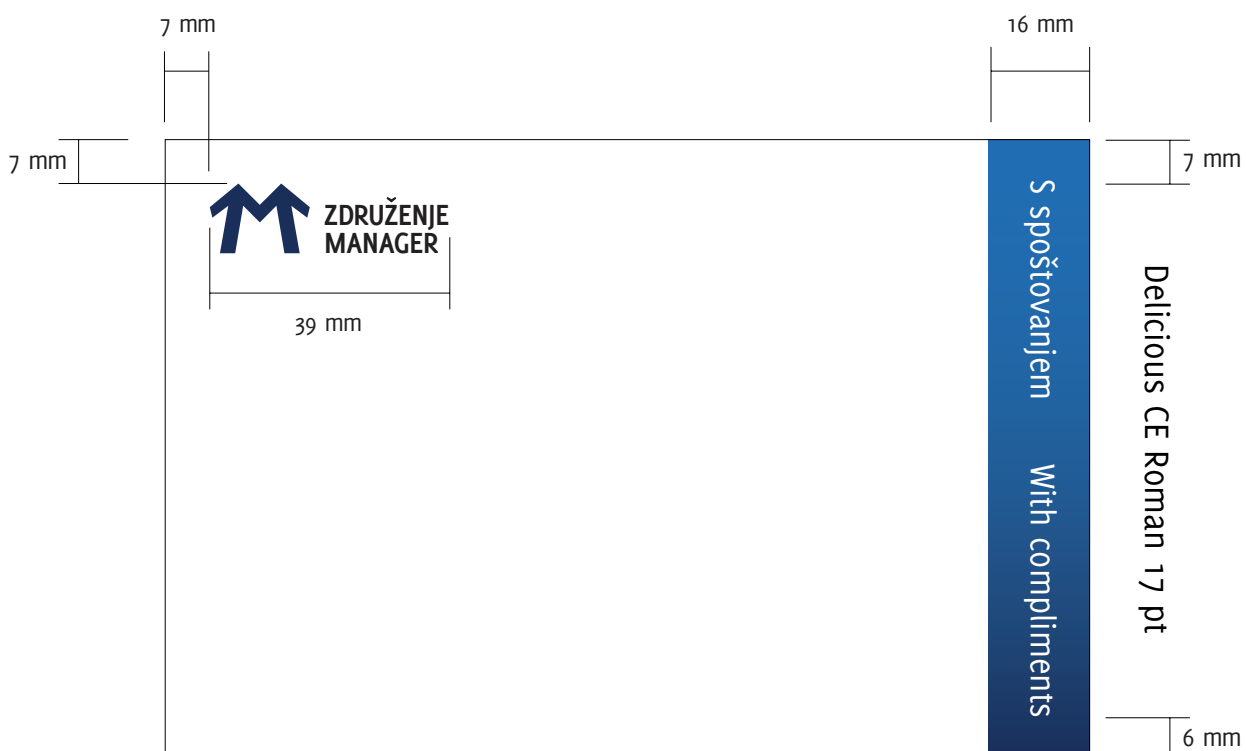 7 mm
16 mm
7 mm
7 mm
ZDRUŽENJE
MANAGER
39 mm
S spoštovanjem With compliments
Delicious CE Roman 17 pt
6 mm